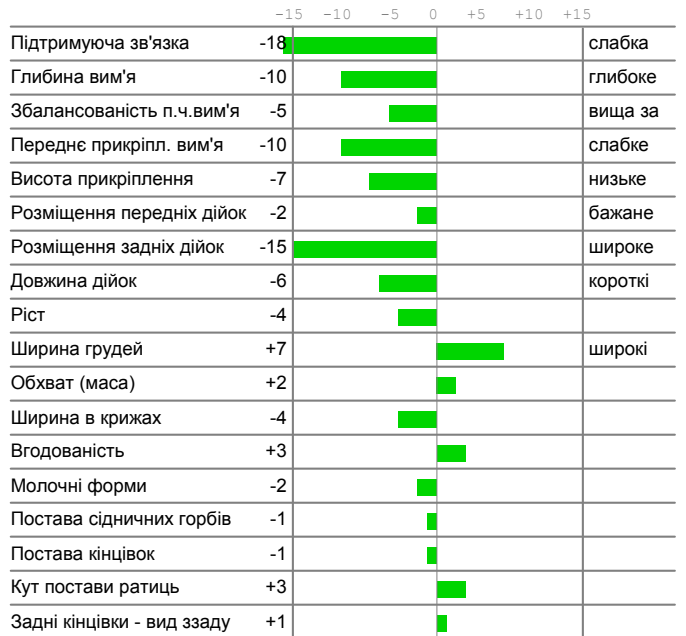 -15 -10 -5 0 +5 +10 +15
Підтримуюча зв'язка -18 слабка
Глибина вим'я -10 глибоке
Збалансованість п.ч.вим'я -5 вища за
Переднє прикріпл. вим'я -10 слабке
Висота прикріплення -7 низьке
Розміщення передніх дійок -2 бажане
Розміщення задніх дійок -15 широке
Довжина дійок -6 короткі
Ріст -4
Ширина грудей +7 широкі
Обхват (маса) +2
Ширина в крижах -4
Вгодованість +3
Молочні форми -2
Постава сідничних горбів -1
Постава кінцівок -1
Кут постави ратиць +3
Задні кінцівки - вид ззаду +1